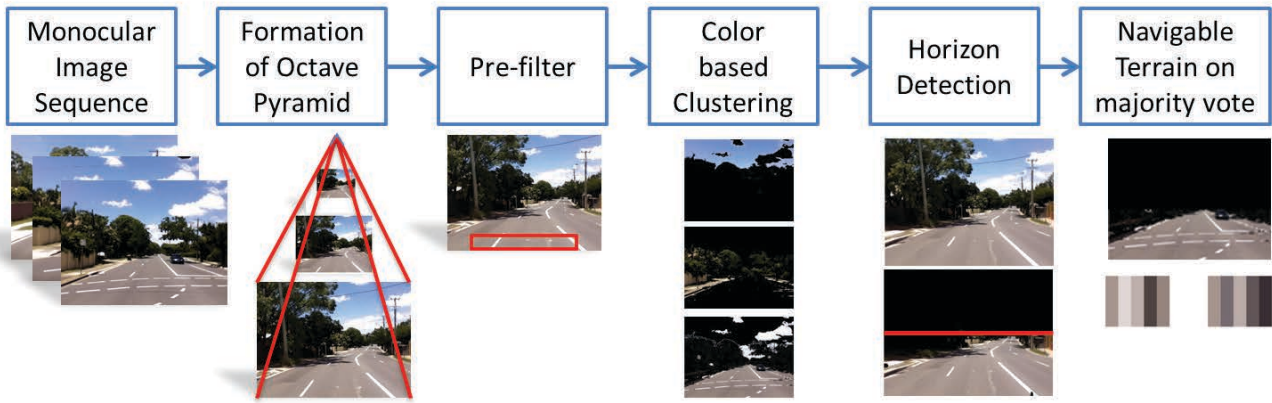 Monocular
Image
Sequence
Formation
of Octave
Pyramid
Pre-filter
Color
based
Clustering
Horizon
Detection
Navigable
Terrain on
majority vote